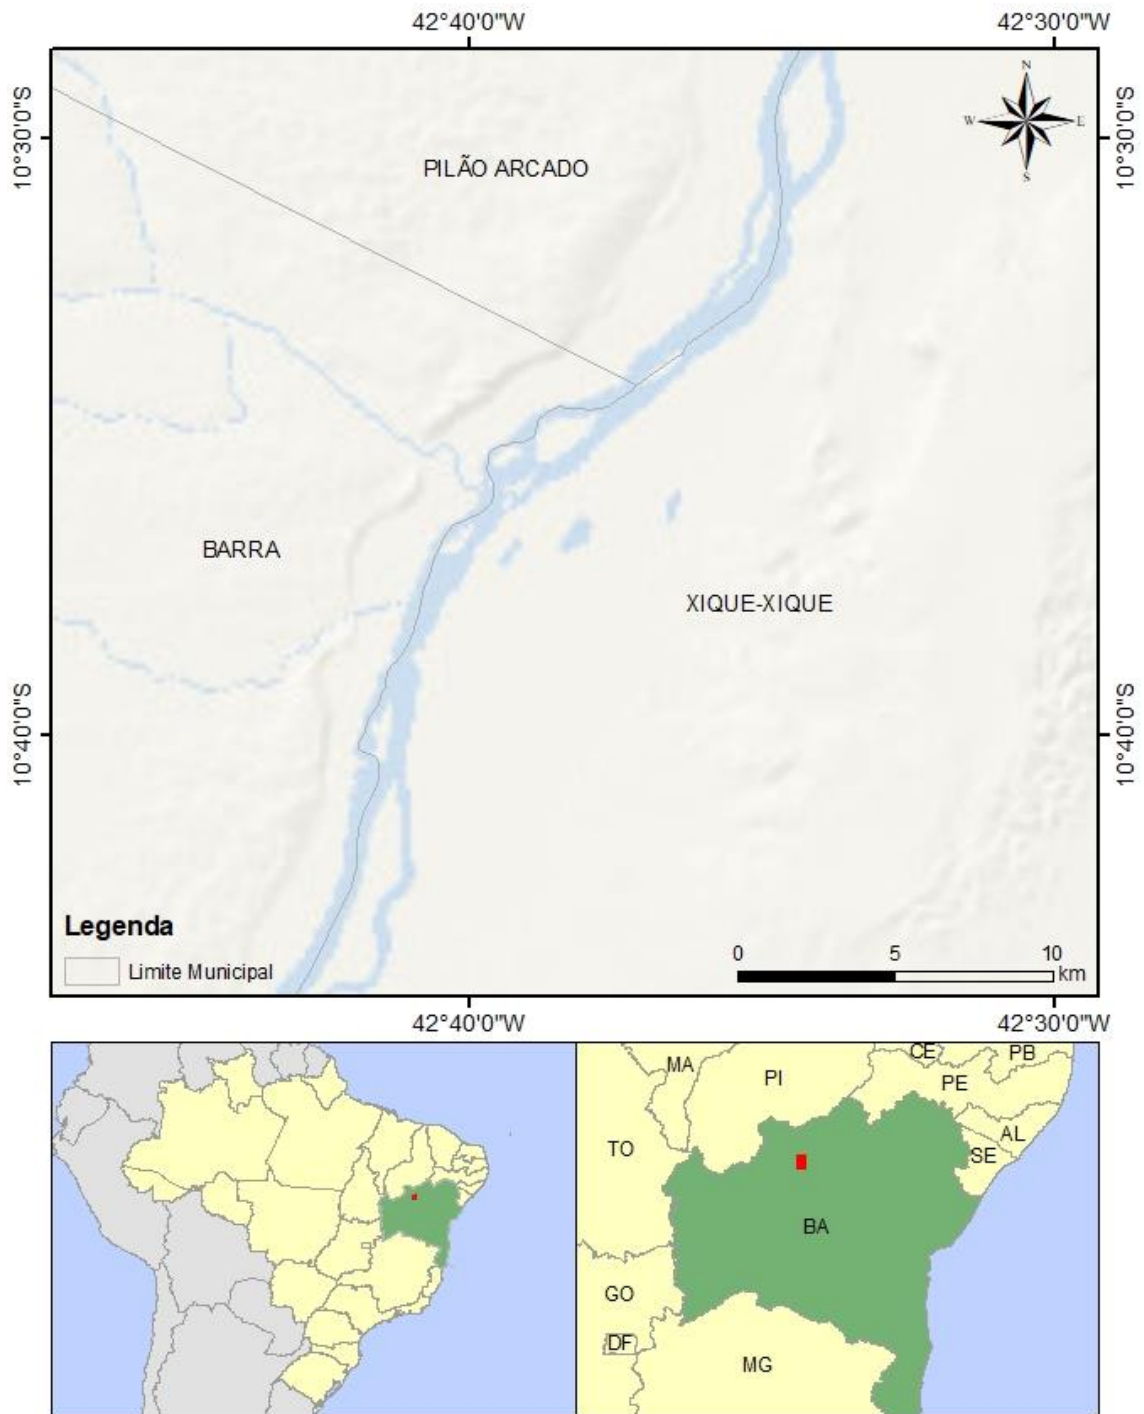 42°40'0"W
42°30'0"W
10°30'0"S
10°30'0"S
N
W
E
S
PILÃO ARCADO
BARRA
XIQUE-XIQUE
10°40'0"S
10°40'0"S
Legenda
Limite Municipal
0
5
10
km
42°40'0"W
42°30'0"W
MA
PI
CE
PB
PE
TO
AL
SE
BA
GO
DF
MG